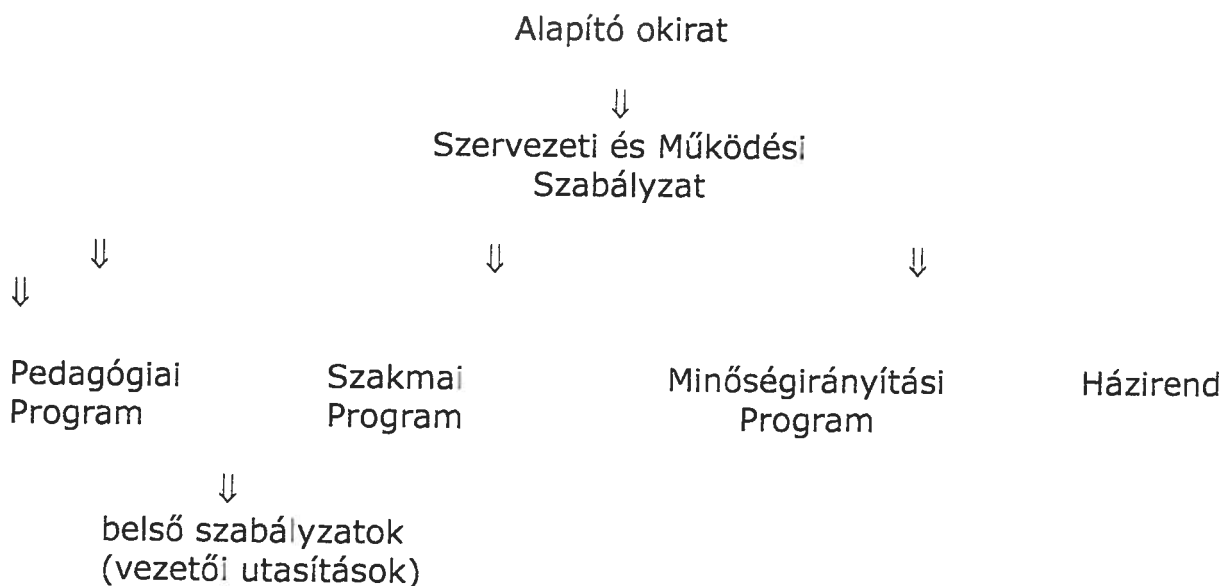 Alapító okirat
⇓
Szervezeti és Működési
Szabályzat
⇓ ⇓ ⇓
⇓
Pedagógiai Szakmai Minőségirányítási Házirend
Program Program Program
⇓
belső szabályzatok
(vezetői utasítások)